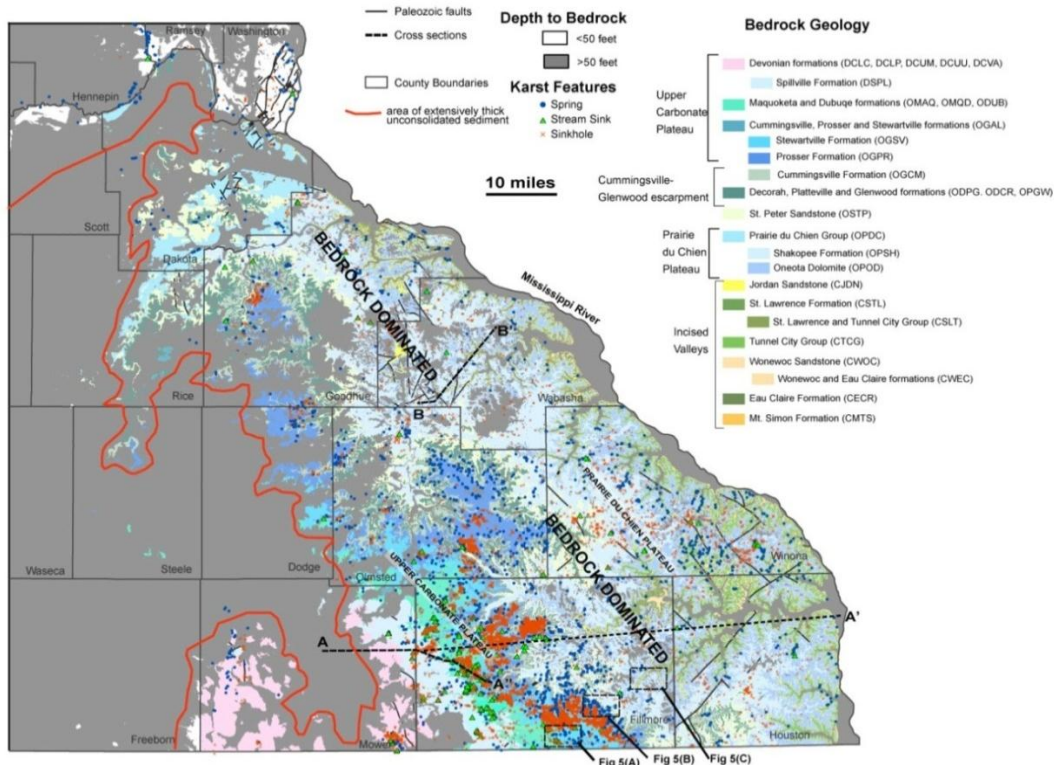 Paleozoic faults
Cross sections
County Boundaries
area of extensively thick
unconsolidated sediment
Depth to Bedrock
<50 feet
>50 feet
Karst Features
Spring
Stream Sink
Sinkhole
10 miles
Bedrock Geology
Upper
Carbonate
Plateau
Devonian formations (DCLC, DCLP, DCUM, DCUU, DCVA)
Spillville Formation (DSPL)
Maquoketa and Dubuqe formations (OMAQ, OMQD, ODUB)
Cummingsville, Prosser and Stewartville formations (OGAL)
Stewartville Formation (OGSV)
Prosser Formation (OGPR)
Cummingsville-
Glenwood escarpment
Cummingsville Formation (OGCM)
Decorah, Platteville and Glenwood formations (ODPG. ODCR, OPGW)
St. Peter Sandstone (OSTP)
Prairie
du Chien
Plateau
Prairie du Chien Group (OPDC)
Shakopee Formation (OPSH)
Oneota Dolomite (OPOD)
Incised
Valleys
Jordan Sandstone (CJDN)
St. Lawrence Formation (CSTL)
St. Lawrence and Tunnel City Group (CSLT)
Tunnel City Group (CTCG)
Wonewoc Sandstone (CWOC)
Wonewoc and Eau Claire formations (CWEC)
Eau Claire Formation (CECR)
Mt. Simon Formation (CMTS)
Ramsey
Washington
Hennepin
Scott
Dakota
BEDROCK DOMINATED
Mississippi River
B'
Rice
Goodhue
B
Wabasha
PRAIRIE DU CHIEN PLATEAU
BEDROCK DOMINATED
Winona
Waseca
Steele
Dodge
Olmsted
UPPER CARBONATE PLATEAU
A
A'
A"
Freeborn
Mower
Fillmore
Houston
Fig 5(A)
Fig 5(B)
Fig 5(C)